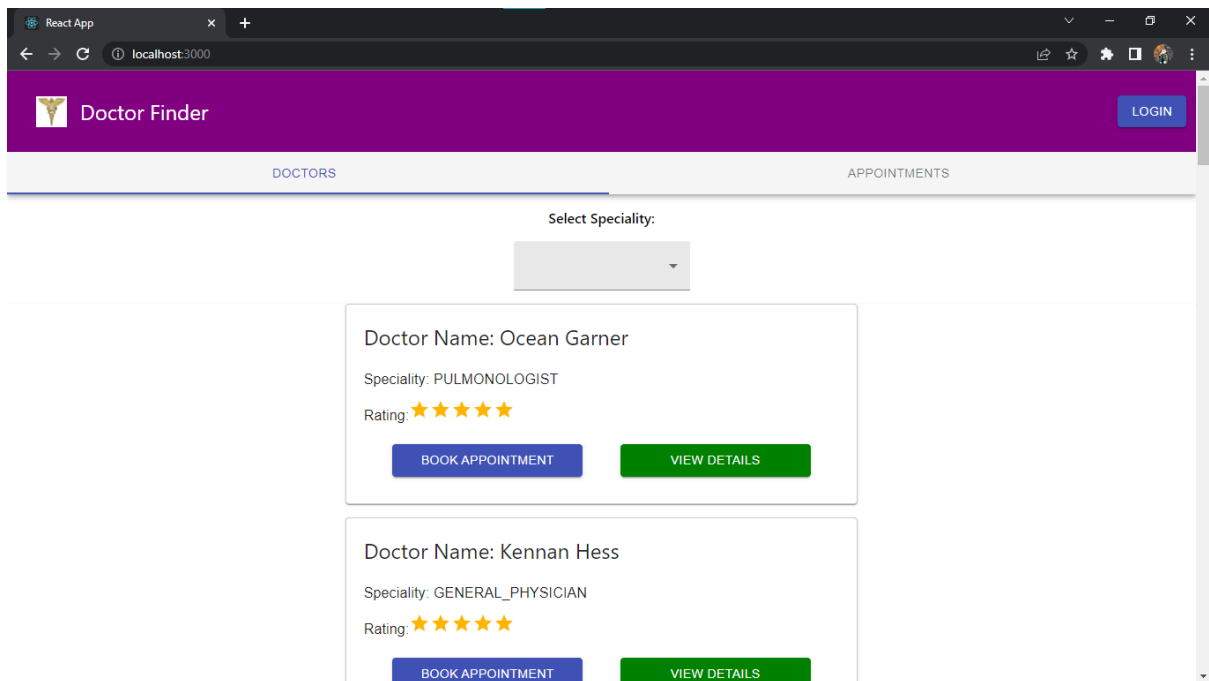 React App
localhost:3000
Doctor Finder
LOGIN
DOCTORS
APPOINTMENTS
Select Speciality:
Doctor Name: Ocean Garner
Speciality: PULMONOLOGIST
Rating:
BOOK APPOINTMENT
VIEW DETAILS
Doctor Name: Kennan Hess
Speciality: GENERAL_PHYSICIAN
Rating:
BOOK APPOINTMENT
VIEW DETAILS